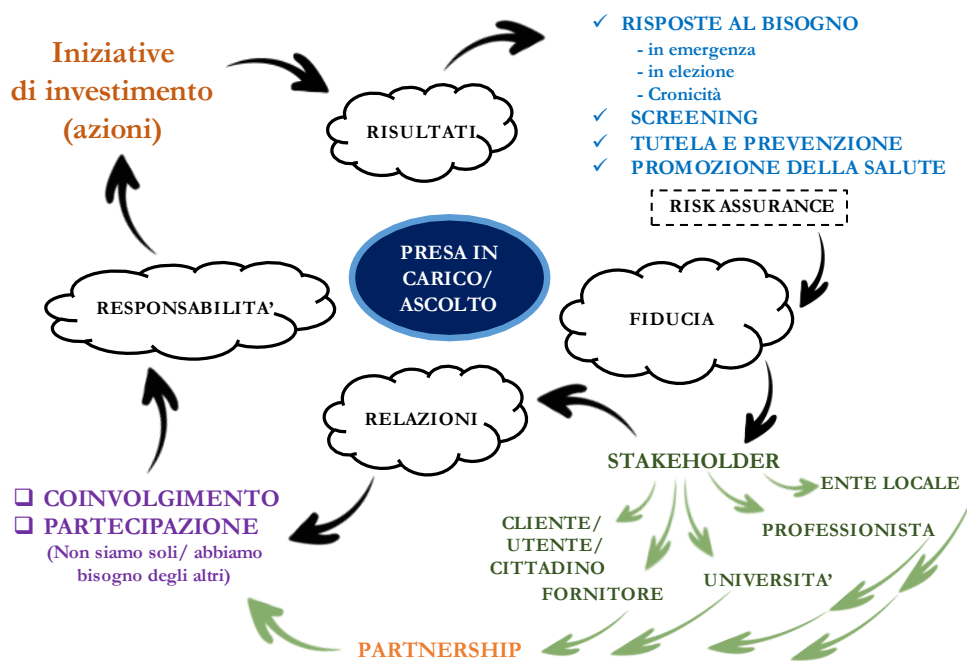 Iniziative
di investimento
(azioni)
RISULTATI
✓ RISPOSTE AL BISOGNO
- in emergenza
- in elezione
- Cronicità
✓ SCREENING
✓ TUTELA E PREVENZIONE
✓ PROMOZIONE DELLA SALUTE
RISK ASSURANCE
PRESA IN
CARICO/
ASCOLTO
RESPONSABILITA’
FIDUCIA
RELAZIONI
STAKEHOLDER
ENTE LOCALE
PROFESSIONISTA
UNIVERSITA’
CLIENTE/
UTENTE/
CITTADINO
FORNITORE
❑ COINVOLGIMENTO
❑ PARTECIPAZIONE
(Non siamo soli/ abbiamo
bisogno degli altri)
PARTNERSHIP